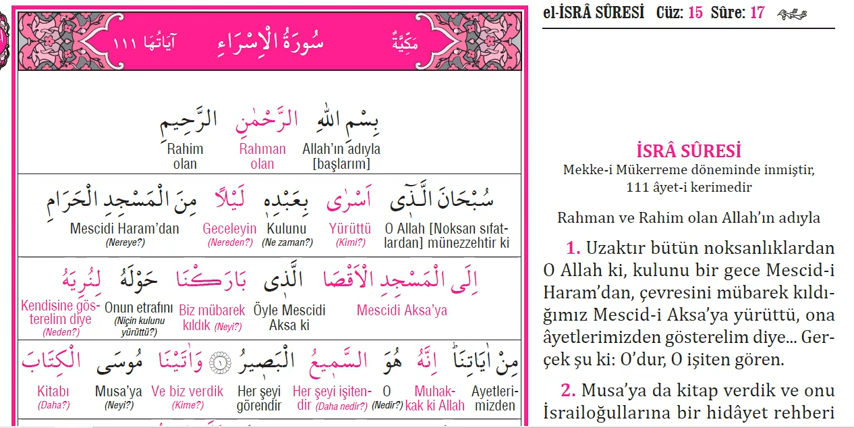 آيَاتُهَا ١١١ سُورَةُ الْاِسْرَاءِ مَكِّيَّةٌ
بِسْمِ اللهِ الرَّحْمٰنِ الرَّحِيمِ
Allah’ın adıyla [başlarım] Rahman olan Rahim olan
سُبْحَانَ الَّذ۪ٓي اَسْرٰى بِعَبْدِه۪ لَيْلًا مِنَ الْمَسْجِدِ الْحَرَامِ
O Allah [Noksan sıfatlardan] münezzehtir ki Yürüttü (Kimi?) Kulunu (Ne zaman?) Geceleyin (Nereden?) Mescidi Haram’dan (Nereye?)
اِلَى الْمَسْجِدِ الْاَقْصَا الَّذ۪ي بَارَكْنَا حَوْلَهُ لِنُرِيَهُ
Mescidi Aksa’ya Öyle Mescidi Aksa ki Biz mübarek kıldık (Neyi?) Onun etrafını (Niçin kulunu yürüttü?) Kendisine gösterelim diye (Neden?)
مِنْ اٰيَاتِنَاۜ اِنَّهُ هُوَ السَّم۪يعُ الْبَص۪يرُ ﴿١﴾ وَاٰتَيْنَا مُوسَى الْكِتَابَ
Ayetlerimizden Muhakkak ki Allah O (Nedir?) Her şeyi işitendir (Daha nedir?) Her şeyi görendir Ve biz verdik (Kime?) Musa’ya (Neyi?) Kitabı (Daha?)
el-İSRÂ SÛRESİ Cüz: 15 Sûre: 17
İSRÂ SÛRESİ
Mekke-i Mükerreme döneminde inmiştir,
111 âyet-i kerimedir
Rahman ve Rahim olan Allah’ın adıyla
1. Uzaktır bütün noksanlıklardan
O Allah ki, kulunu bir gece Mescid-i
Haram’dan, çevresini mübarek kıldı-
ğımız Mescid-i Aksa’ya yürüttü, ona
âyetlerimizden gösterelim diye... Ger-
çek şu ki: O’dur, O işiten gören.
2. Musa’ya da kitap verdik ve onu
İsrailoğullarına bir hidâyet rehberi